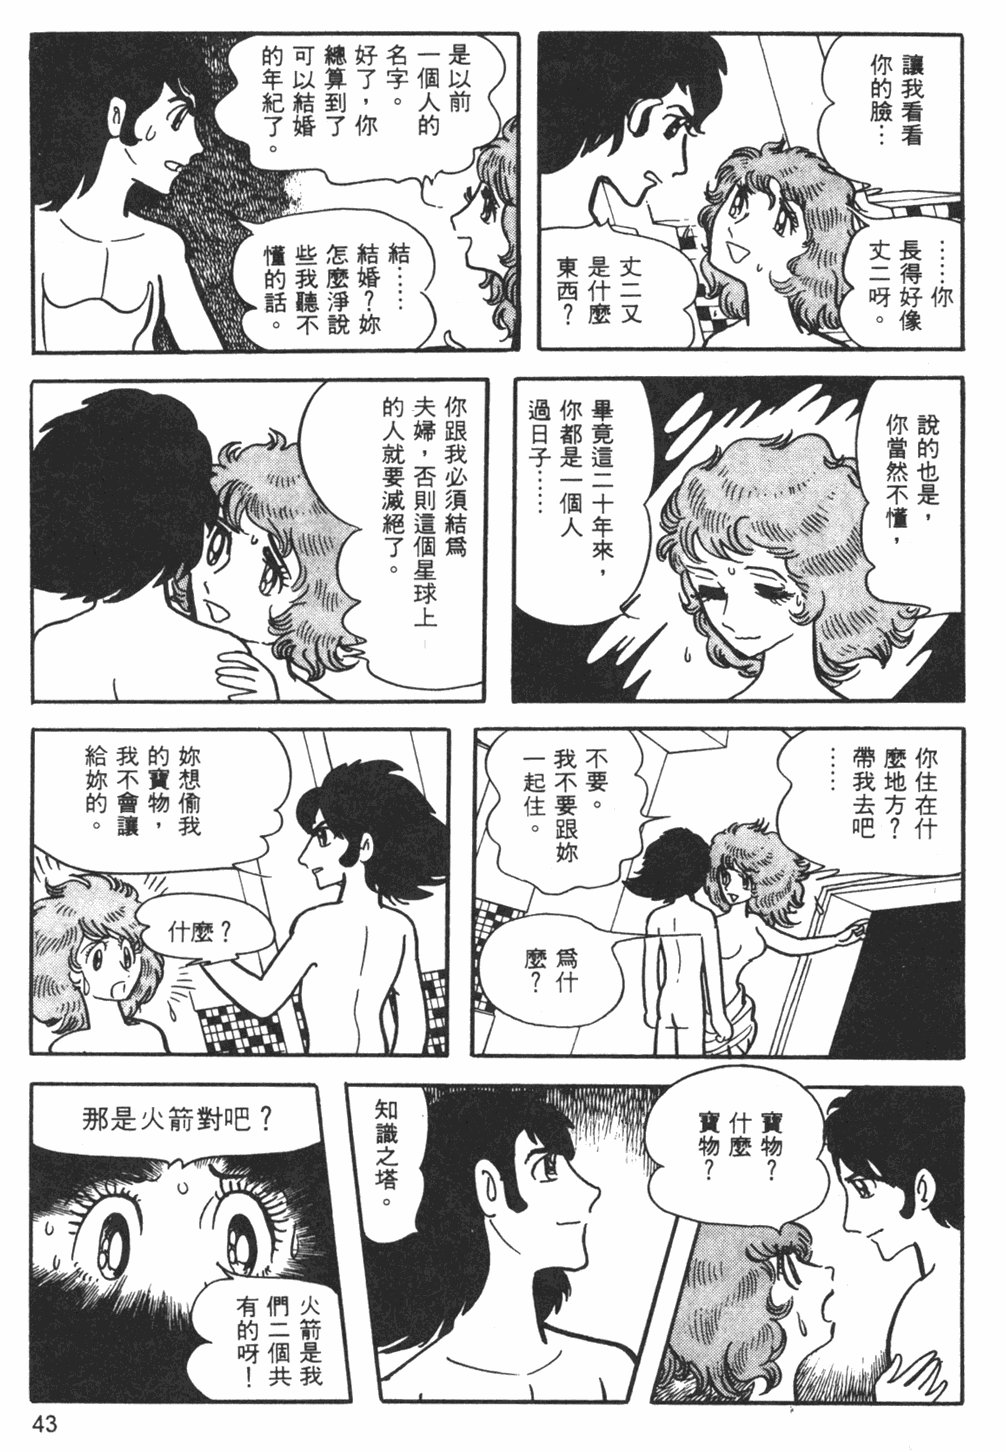 讓我看看
你的臉…
……你
長得好像
丈二呀。
丈二又
是什麼
東西？
是以前
一個人的
名字。
好了，你
總算到了
可以結婚
的年紀了。
結……
結婚？妳
怎麼淨說
些我聽不
懂的話。
說的也是，
你當然不懂，
畢竟這二十年來，
你都是一個人
過日子……
你跟我必須結為
夫婦，否則這個星球上
的人就要滅絕了。
你住在什
麼地方？
帶我去吧
……
不要。
我不要跟妳
一起住。
為什
麼？
妳想偷我
的寶物，
我不會讓
給妳的。
什麼？
寶物？
什麼
寶物？
知識之塔。
那是火箭對吧？
火箭是我
們二個共
有的呀！
43